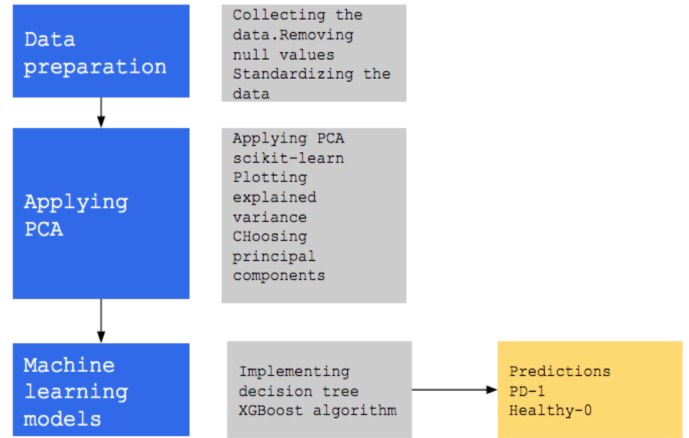 Data
preparation
Collecting the
data.Removing
null values
Standardizing the
data
Applying
PCA
Applying PCA
scikit-learn
Plotting
explained
variance
CHoosing
principal
components
Machine
learning
models
Implementing
decision tree
XGBoost algorithm
Predictions
PD-1
Healthy-0